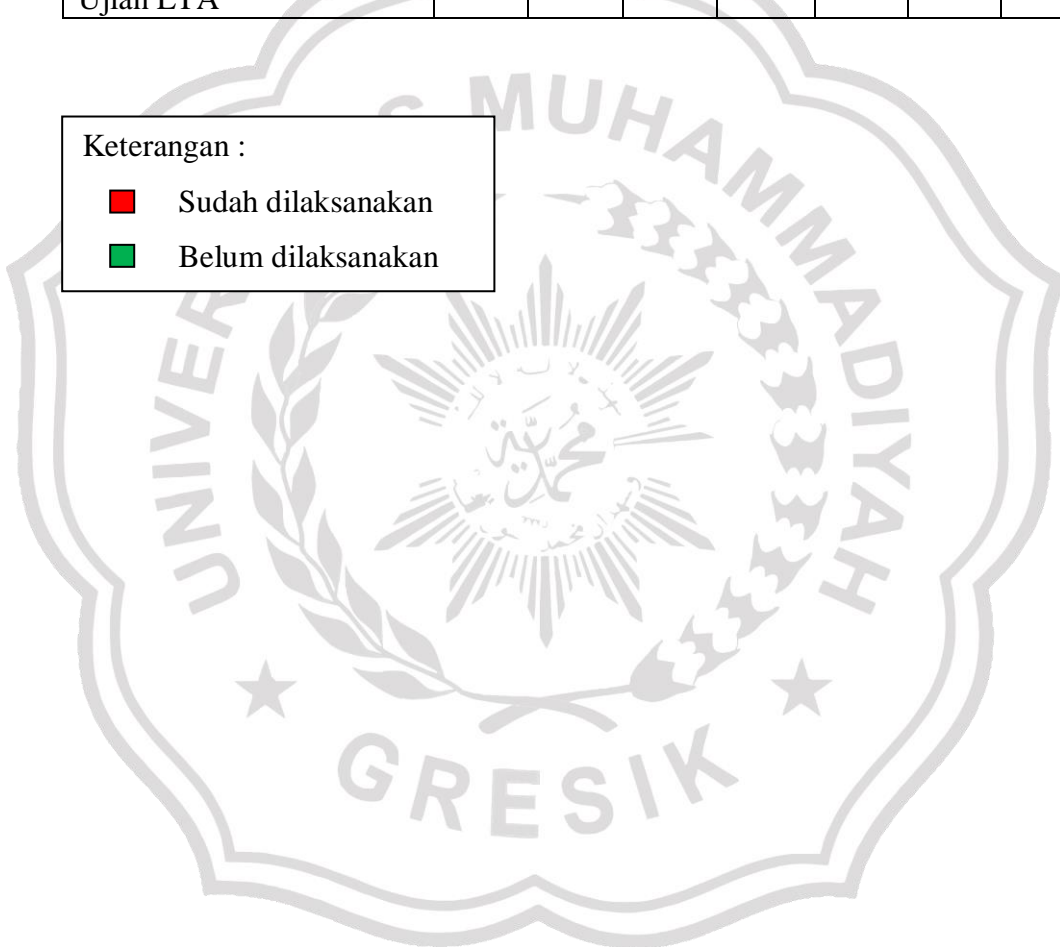 Ujian LTA
Keterangan :
Sudah dilaksanakan
Belum dilaksanakan
MUHAMMADIYAH
GRESIK